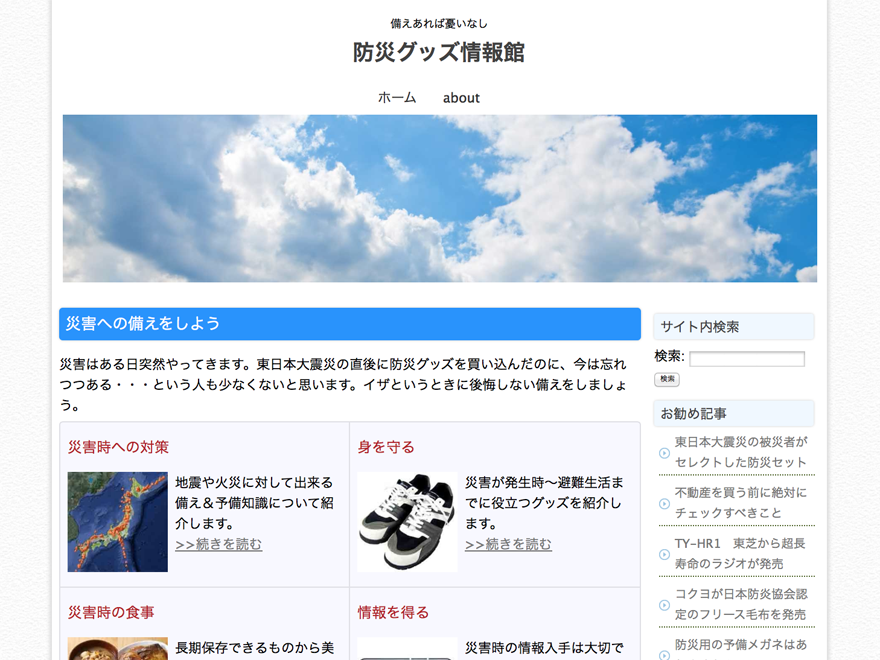 備えあれば憂いなし
防災グッズ情報館
ホーム about
災害への備えをしよう
災害はある日突然やってきます。東日本大震災の直後に防災グッズを買い込んだのに、今は忘れ
つつある・・・という人も少なくないと思います。イザというときに後悔しない備えをしましょ
う。
災害時への対策
地震や火災に対して出来る
備え＆予備知識について紹
介します。
>>続きを読む
身を守る
災害が発生時〜避難生活ま
でに役立つグッズを紹介し
ます。
>>続きを読む
災害時の食事
長期保存できるものから美
情報を得る
災害時の情報入手は大切で
サイト内検索
検索:
検索
お勧め記事
東日本大震災の被災者が
セレクトした防災セット
不動産を買う前に絶対に
チェックすべきこと
TY-HR1　東芝から超長
寿命のラジオが発売
コクヨが日本防炎協会認
定のフリース毛布を発売
防災用の予備メガネはあ